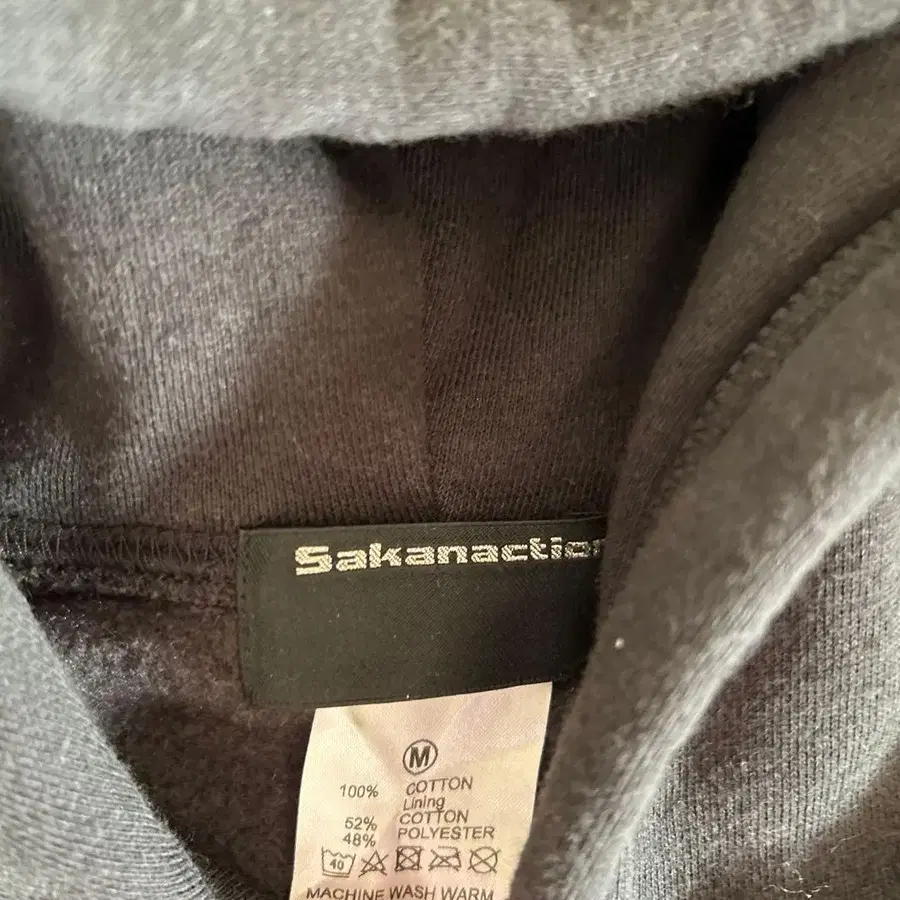 Sakanaction
M
100% COTTON
Lining
52% COTTON
48% POLYESTER
40
MACHINE WASH WARM